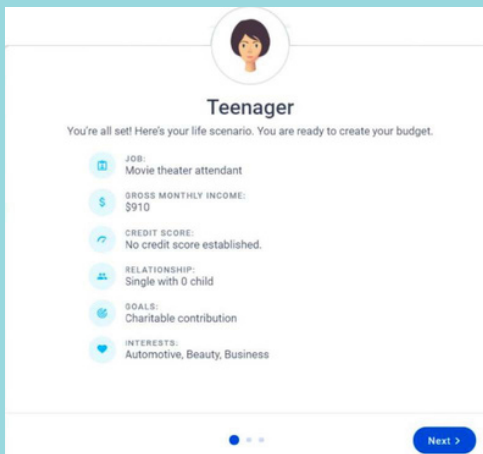 Teenager
You're all set! Here's your life scenario. You are ready to create your budget.
JOB:
Movie theater attendant
GROSS MONTHLY INCOME:
$910
CREDIT SCORE:
No credit score established.
RELATIONSHIP:
Single with 0 child
GOALS:
Charitable contribution
INTERESTS:
Automotive, Beauty, Business
Next >